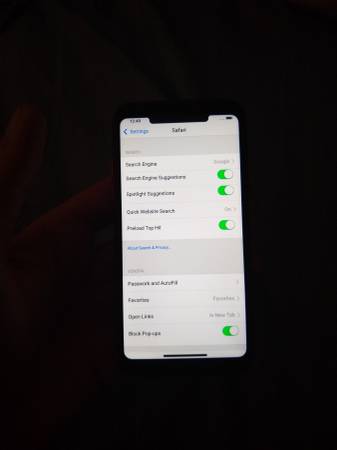 12:45
Settings
Safari
SEARCH
Search Engine Google
Search Engine Suggestions
Spotlight Suggestions
Quick Website Search On
Preload Top Hit
About Search & Privacy...
GENERAL
Password and AutoFill
Favorites Favorites
Open Links In New Tab
Block Pop-ups